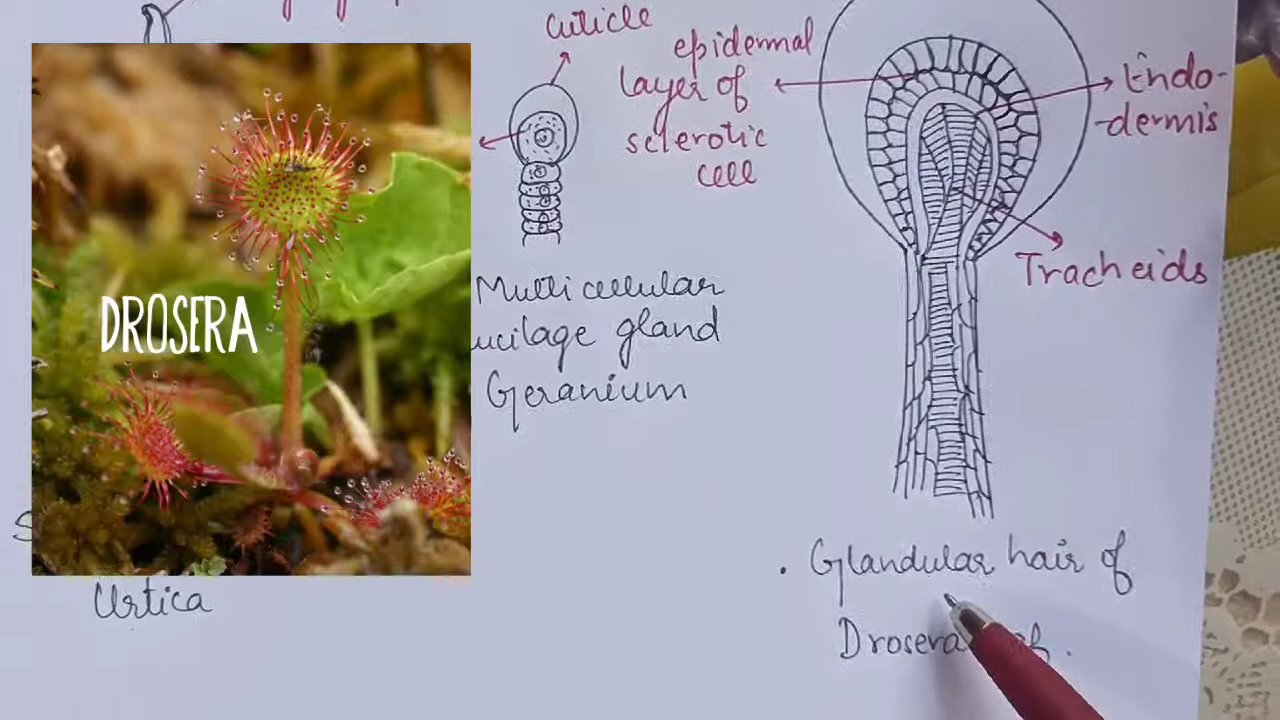 Cuticle
epidermal
layer of
sclerotic
cell
Endo-
-dermis
Tracheids
DROSERA
Multicellular
ucilage gland
Geranium
Urtica
. Glandular hair of
Drosera